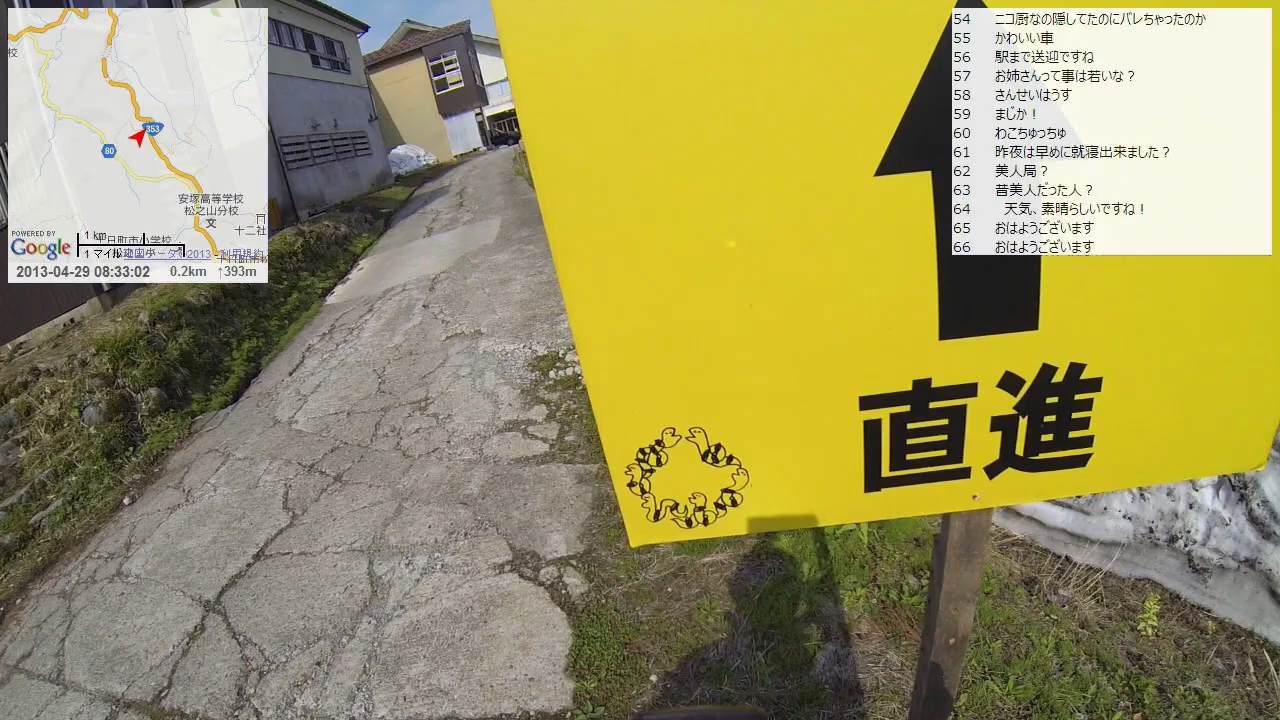 校
353
80
安塚高等学校
松之山分校
文
十二社
POWERED BY
Google
1 km
1 マイル
2013-04-29 08:33:02 0.2km ↑393m
54 ニコ厨なの隠してたのにバレちゃったのか
55 かわいい車
56 駅まで送迎ですね
57 お姉さんって事は若いな？
58 さんせいはうす
59 まじか！
60 わこちゅっちゅ
61 昨夜は早めに就寝出来ました？
62 美人局？
63 昔美人だった人？
64 天気、素晴らしいですね！
65 おはようございます
66 おはようございます
直進